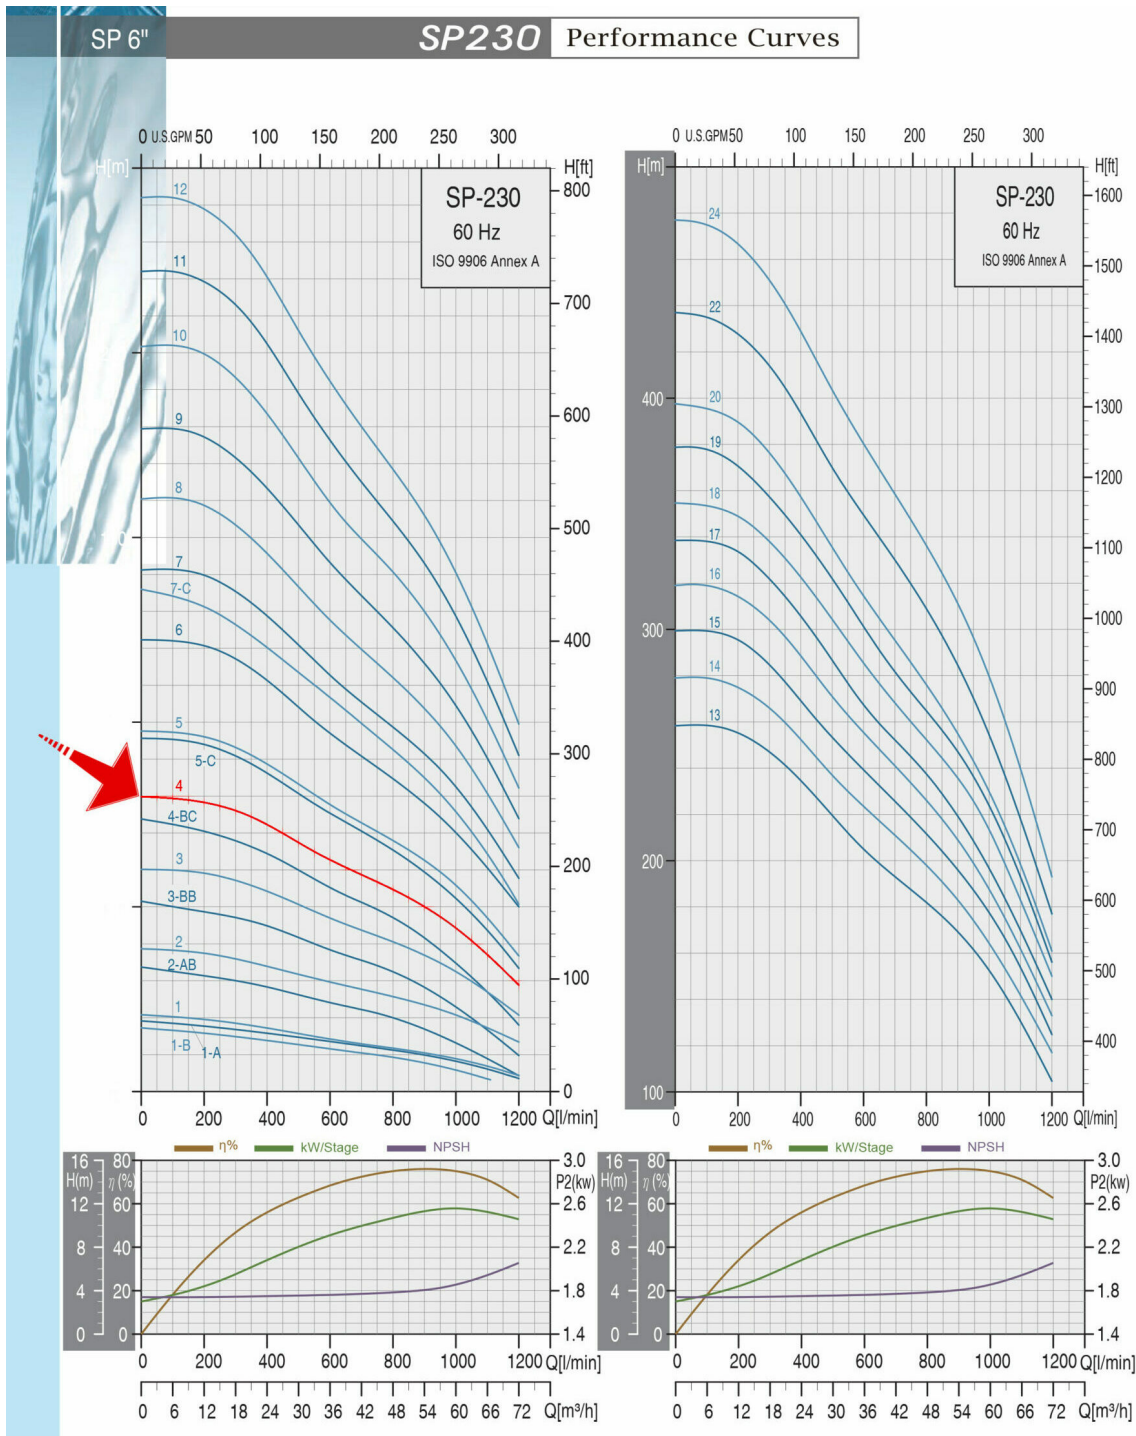 SP 6"
SP230 Performance Curves
0 U.S.GPM 50 100 150 200 250 300
H[m] H[ft]
SP-230
60 Hz
ISO 9906 Annex A
800
700
600
500
400
300
200
100
0
12
11
10
9
8
7
7-C
6
5
5-C
4
4-BC
3
3-BB
2
2-AB
1
1-B 1-A
0 200 400 600 800 1000 1200 Q[l/min]
0 U.S.GPM 50 100 150 200 250 300
H[m] H[ft]
SP-230
60 Hz
ISO 9906 Annex A
400
300
200
100
1600
1500
1400
1300
1200
1100
1000
900
800
700
600
500
400
24
22
20
19
18
17
16
15
14
13
0 200 400 600 800 1000 1200 Q[l/min]
η% kW/Stage NPSH
16 80 3.0
H(m) η (%) P2(kw)
12 60 2.6
8 40 2.2
4 20 1.8
0 0 1.4
0 200 400 600 800 1000 1200 Q[l/min]
0 6 12 18 24 30 36 42 48 54 60 66 72 Q[m³/h]
η% kW/Stage NPSH
16 80 3.0
H(m) η (%) P2(kw)
12 60 2.6
8 40 2.2
4 20 1.8
0 0 1.4
0 200 400 600 800 1000 1200 Q[l/min]
0 6 12 18 24 30 36 42 48 54 60 66 72 Q[m³/h]